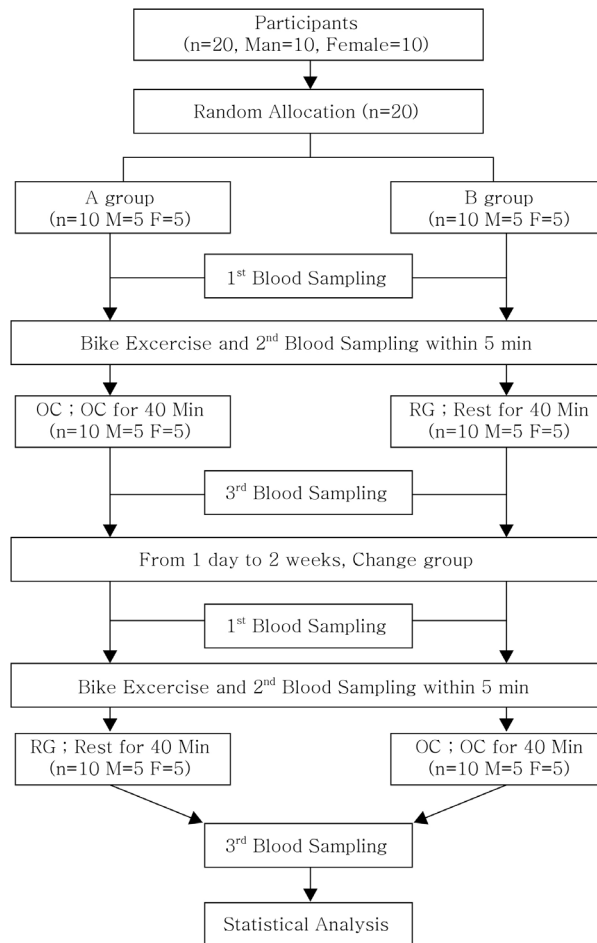 Participants
(n=20, Man=10, Female=10)
Random Allocation (n=20)
A group
(n=10 M=5 F=5)
B group
(n=10 M=5 F=5)
1st Blood Sampling
Bike Excercise and 2nd Blood Sampling within 5 min
OC ; OC for 40 Min
(n=10 M=5 F=5)
RG ; Rest for 40 Min
(n=10 M=5 F=5)
3rd Blood Sampling
From 1 day to 2 weeks, Change group
1st Blood Sampling
Bike Excercise and 2nd Blood Sampling within 5 min
RG ; Rest for 40 Min
(n=10 M=5 F=5)
OC ; OC for 40 Min
(n=10 M=5 F=5)
3rd Blood Sampling
Statistical Analysis